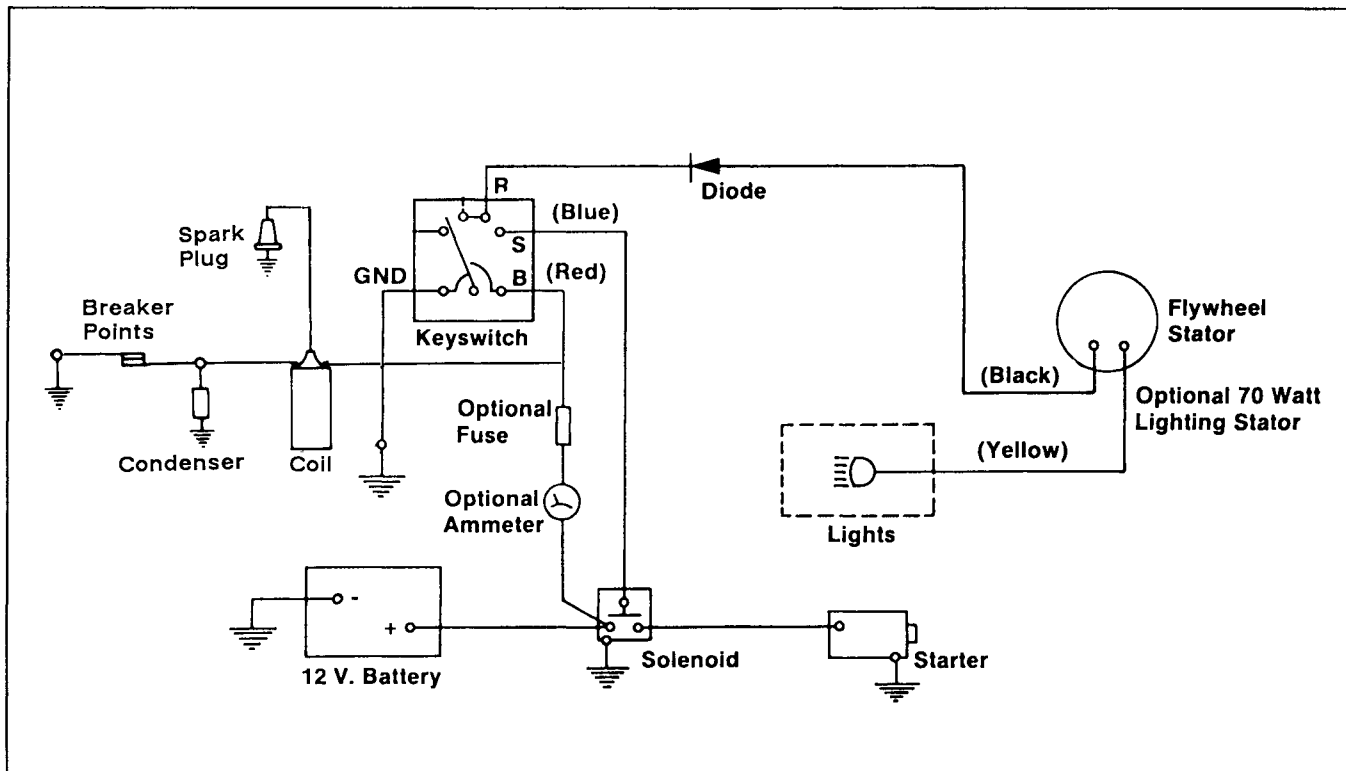 R
Diode
(Blue)
S
Spark
Plug
GND
B
(Red)
Keyswitch
Breaker
Points
Flywheel
Stator
(Black)
Optional 70 Watt
Lighting Stator
Optional
Fuse
(Yellow)
Condenser
Coil
Optional
Ammeter
Lights
-
+
Solenoid
Starter
12 V. Battery